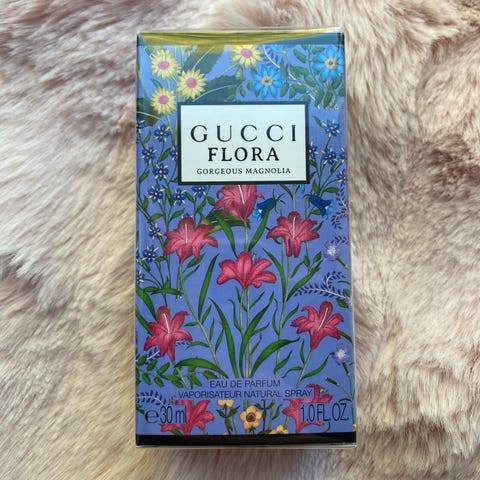 GUCCI
FLORA
GORGEOUS MAGNOLIA
EAU DE PARFUM
VAPORISATEUR NATURAL SPRAY
℮30 ml 1.0 FL.OZ.